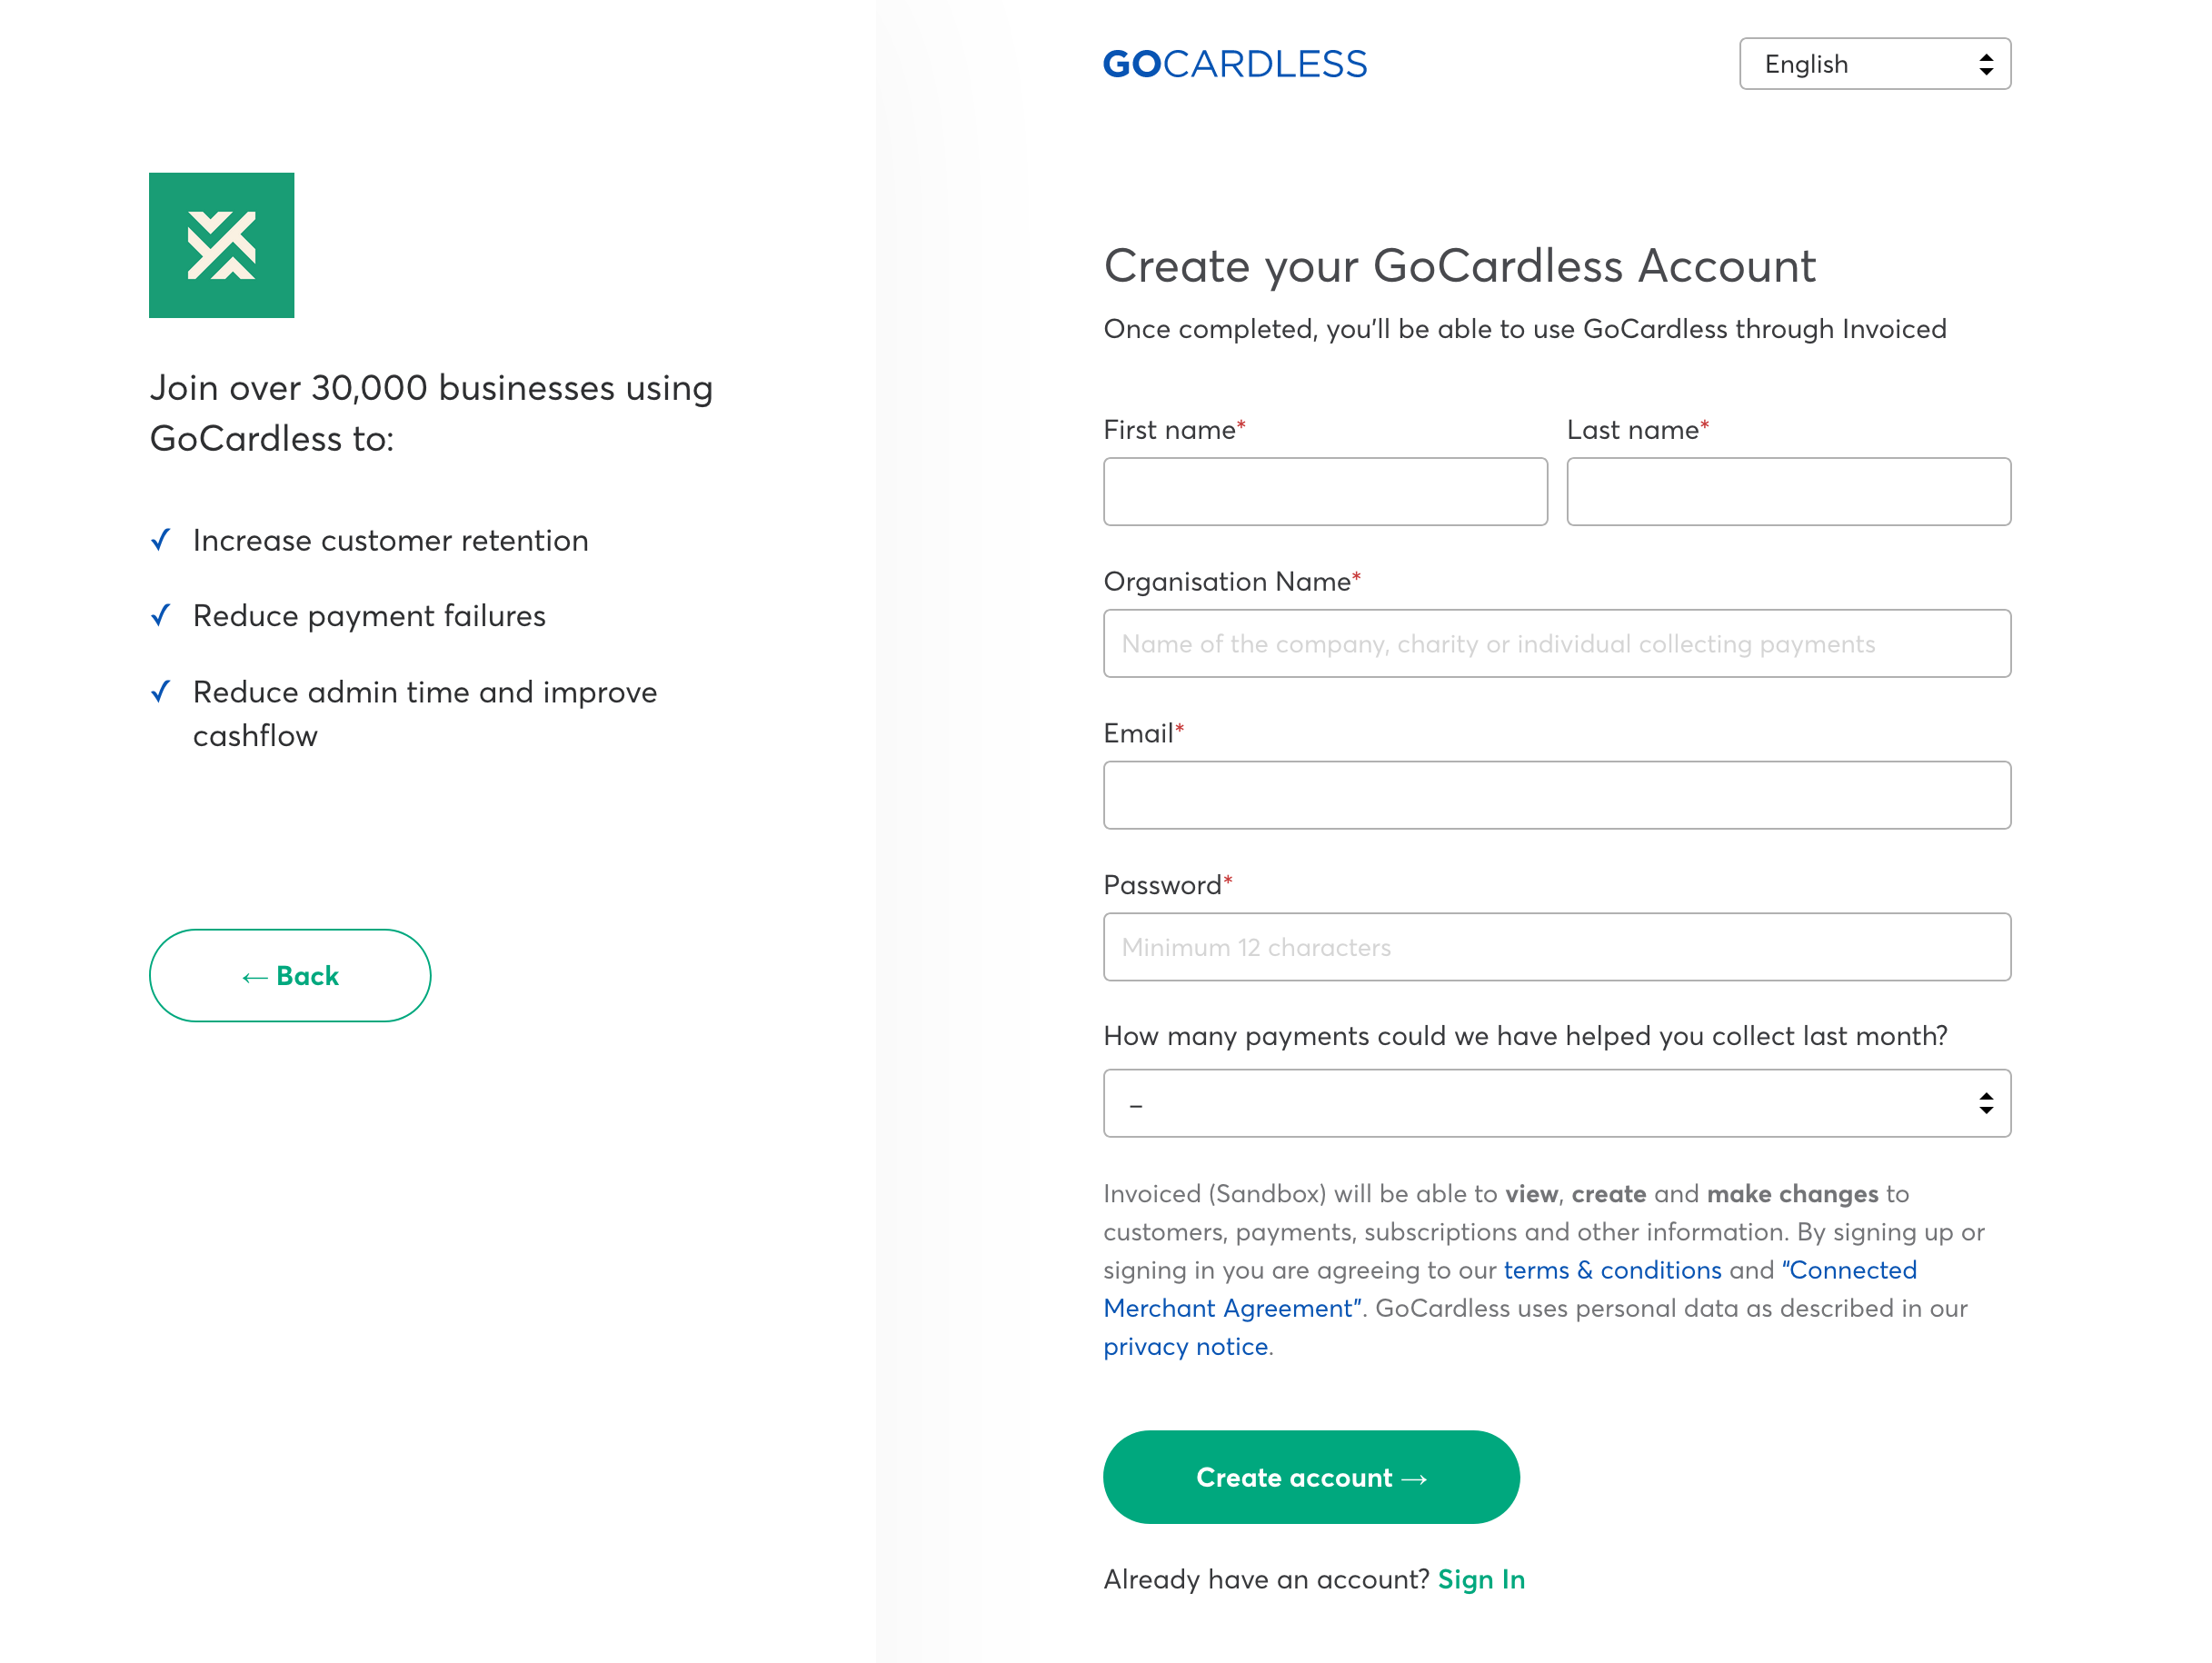 GOCARDLESS
English
Join over 30,000 businesses using
GoCardless to:
✓ Increase customer retention
✓ Reduce payment failures
✓ Reduce admin time and improve
cashflow
← Back
Create your GoCardless Account
Once completed, you'll be able to use GoCardless through Invoiced
First name*
Last name*
Organisation Name*
Name of the company, charity or individual collecting payments
Email*
Password*
Minimum 12 characters
How many payments could we have helped you collect last month?
–
Invoiced (Sandbox) will be able to view, create and make changes to
customers, payments, subscriptions and other information. By signing up or
signing in you are agreeing to our terms & conditions and “Connected
Merchant Agreement”. GoCardless uses personal data as described in our
privacy notice.
Create account →
Already have an account? Sign In